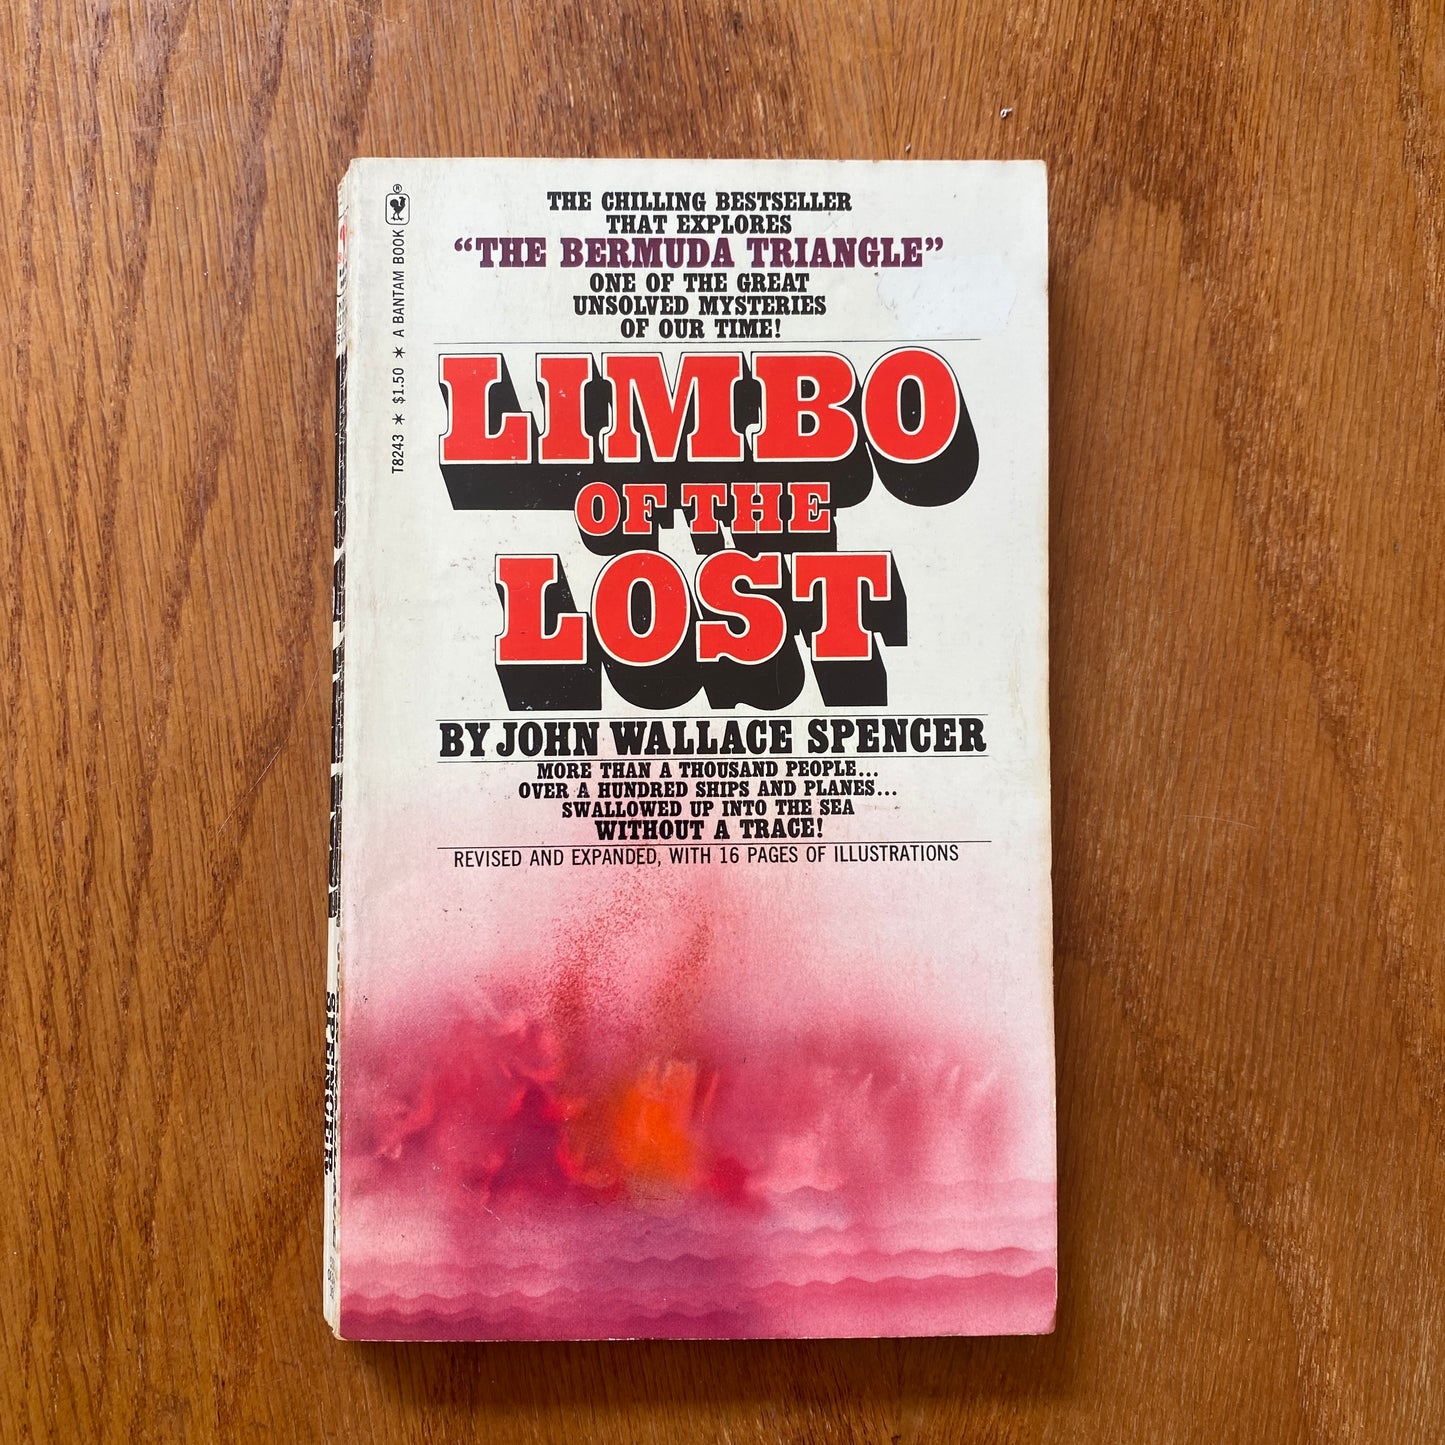 THE CHILLING BESTSELLER
THAT EXPLORES
“THE BERMUDA TRIANGLE”
ONE OF THE GREAT
UNSOLVED MYSTERIES
OF OUR TIME!
LIMBO
OF THE
LOST
BY JOHN WALLACE SPENCER
MORE THAN A THOUSAND PEOPLE...
OVER A HUNDRED SHIPS AND PLANES...
SWALLOWED UP INTO THE SEA
WITHOUT A TRACE!
REVISED AND EXPANDED, WITH 16 PAGES OF ILLUSTRATIONS
T8243 * $1.50 * A BANTAM BOOK ®
SPENCER